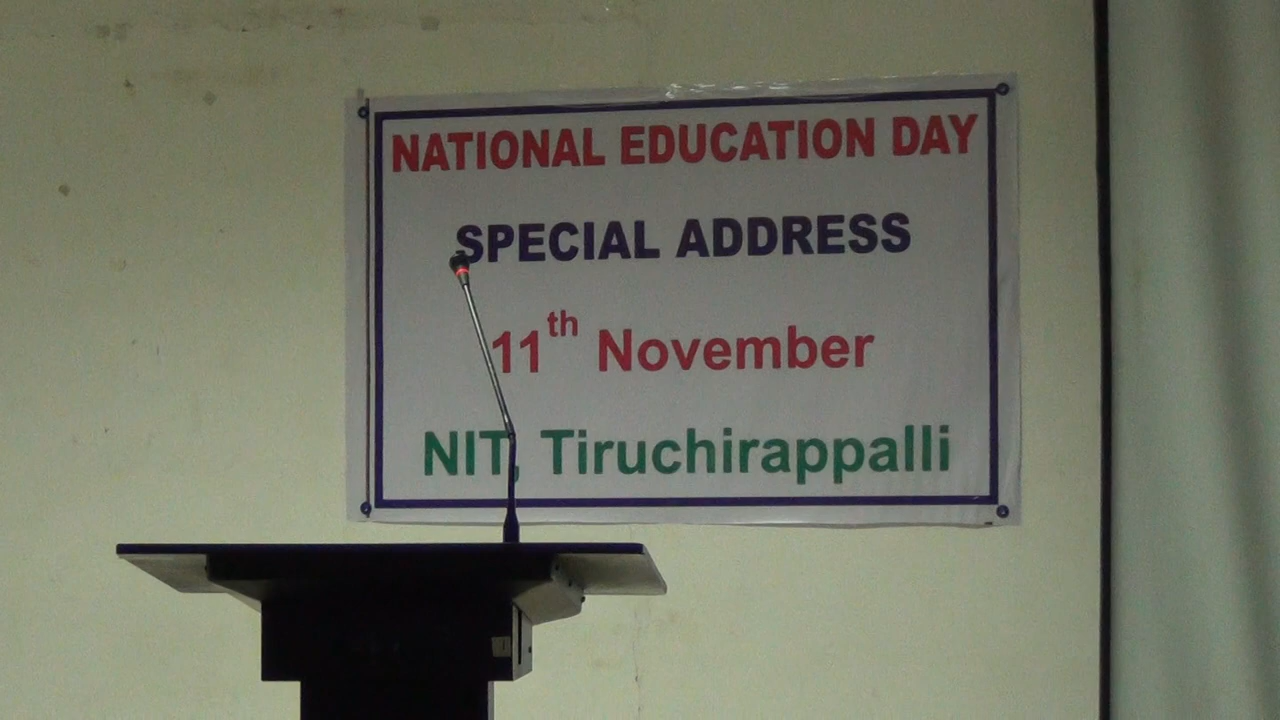 NATIONAL EDUCATION DAY
SPECIAL ADDRESS
11th November
NIT, Tiruchirappalli